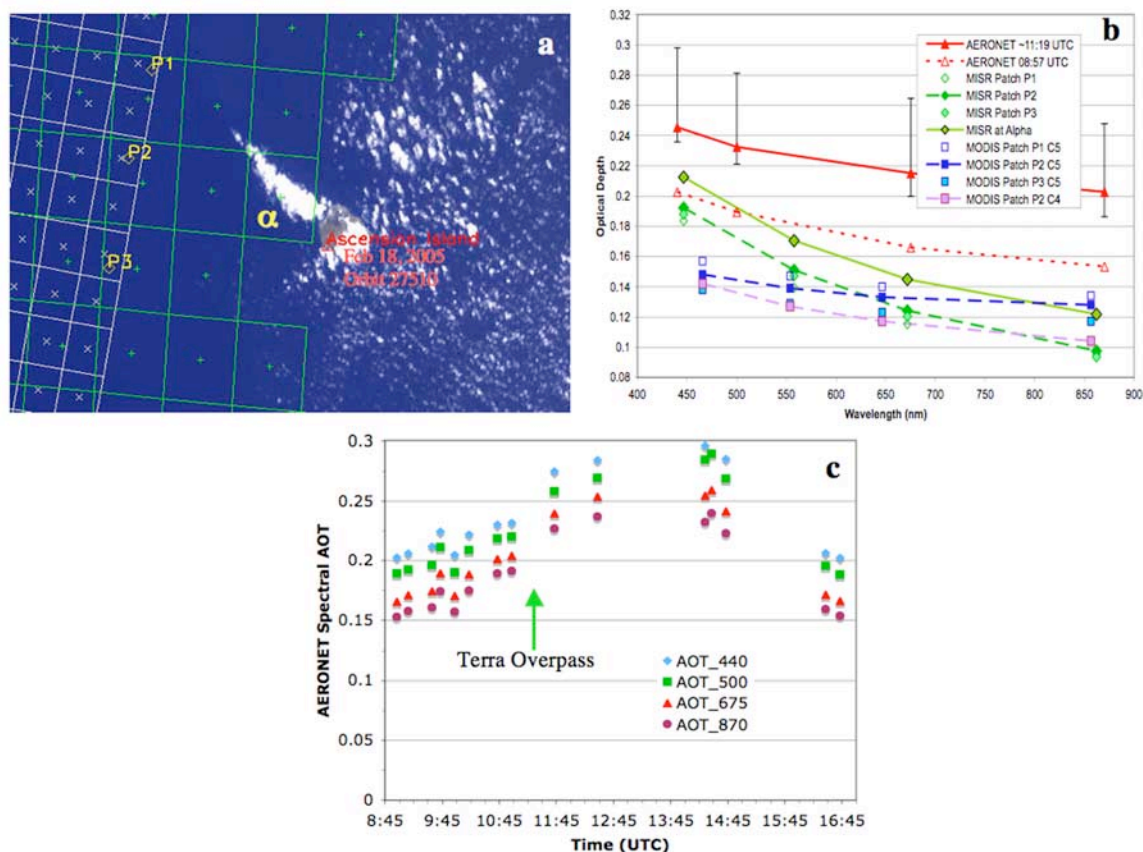 a
P1
P2
P3
α
Ascension Island
Feb 18, 2005
Orbit 27510
b
Optical Depth
0.32
0.3
0.28
0.26
0.24
0.22
0.2
0.18
0.16
0.14
0.12
0.1
0.08
400 450 500 550 600 650 700 750 800 850 900
Wavelength (nm)
AERONET ~11:19 UTC
AERONET 08:57 UTC
MISR Patch P1
MISR Patch P2
MISR Patch P3
MISR at Alpha
MODIS Patch P1 C5
MODIS Patch P2 C5
MODIS Patch P3 C5
MODIS Patch P2 C4
c
AERONET Spectral AOT
0.3
0.25
0.2
0.15
0.1
0.05
0
Terra Overpass
AOT_440
AOT_500
AOT_675
AOT_870
8:45 9:45 10:45 11:45 12:45 13:45 14:45 15:45 16:45
Time (UTC)